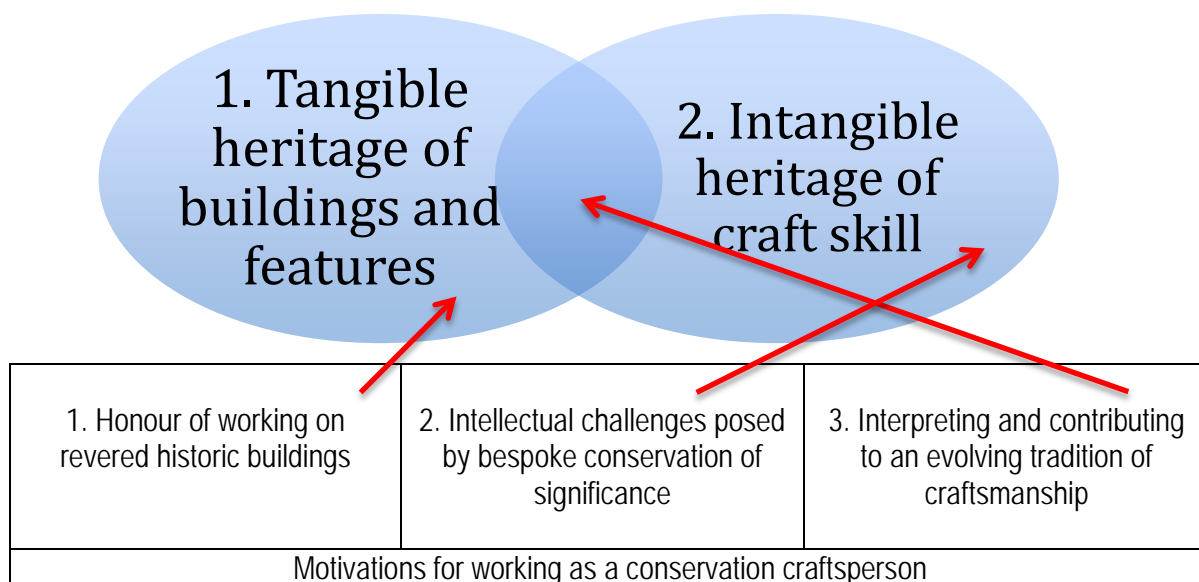 1. Tangible
heritage of
buildings and
features
2. Intangible
heritage of
craft skill
1. Honour of working on
revered historic buildings
2. Intellectual challenges posed
by bespoke conservation of
significance
3. Interpreting and contributing
to an evolving tradition of
craftsmanship
Motivations for working as a conservation craftsperson